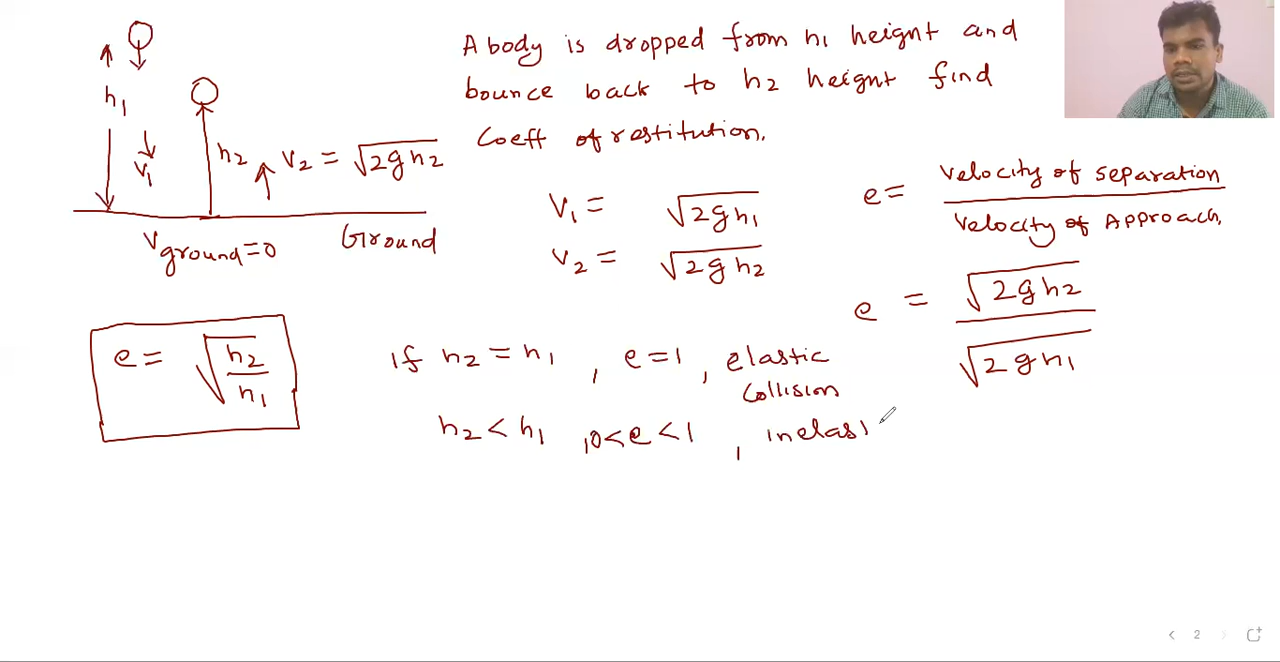 A body is dropped from h1 height and
bounce back to h2 height find
coeff of restitution.
h1
v1
h2
v2 = √2gh2
Vground=0
Ground
V1 = √2gh1
v2 = √2gh2
e = Velocity of separation / Velocity of Approach.
e = √2gh2 / √2gh1
e = √h2/h1
if h2 = h1 , e=1 , elastic
collision
h2 < h1 , 0<e<1 , inelast
2